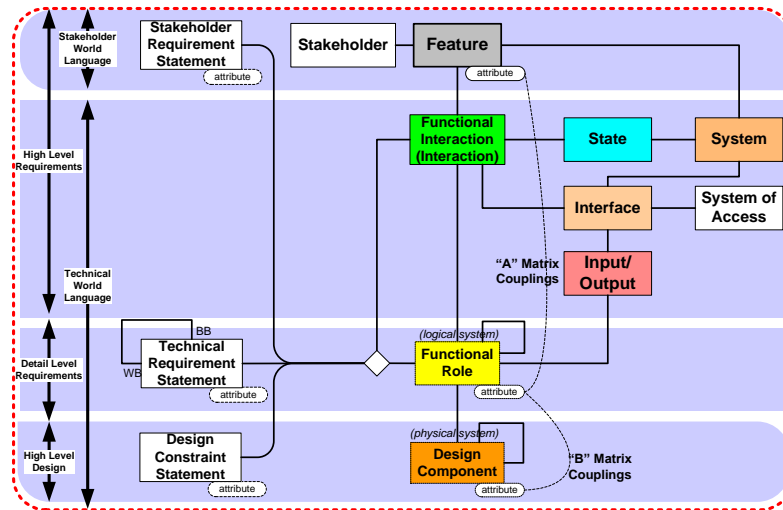 Stakeholder
World
Language
Stakeholder
Requirement
Statement
attribute
Stakeholder
Feature
attribute
High Level
Requirements
Functional
Interaction
(Interaction)
State
System
Interface
System of
Access
"A" Matrix
Couplings
Input/
Output
Technical
World
Language
Detail Level
Requirements
BB
WB
Technical
Requirement
Statement
attribute
(logical system)
Functional
Role
attribute
High Level
Design
Design
Constraint
Statement
attribute
(physical system)
Design
Component
attribute
"B" Matrix
Couplings